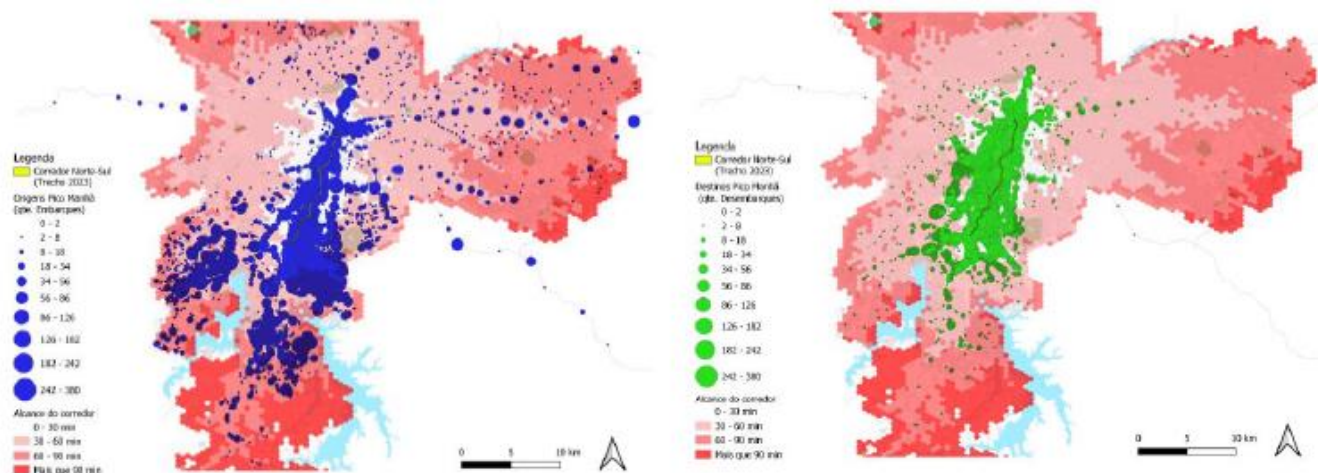 Legenda
Corredor Norte-Sul
(Trecho 2023)
Origens Pico Manhã
(qte. Embarques)
0 - 2
2 - 8
8 - 18
18 - 34
34 - 56
56 - 86
86 - 126
126 - 182
182 - 242
242 - 380
Alcance do corredor
0 - 30 min
30 - 60 min
60 - 90 min
Mais que 90 min
0 5 10 km
Legenda
Corredor Norte-Sul
(Trecho 2023)
Destinos Pico Manhã
(qte. Desembarques)
0 - 2
2 - 8
8 - 18
18 - 34
34 - 56
56 - 86
86 - 126
126 - 182
182 - 242
242 - 380
Alcance do corredor
0 - 30 min
30 - 60 min
60 - 90 min
Mais que 90 min
0 5 10 km